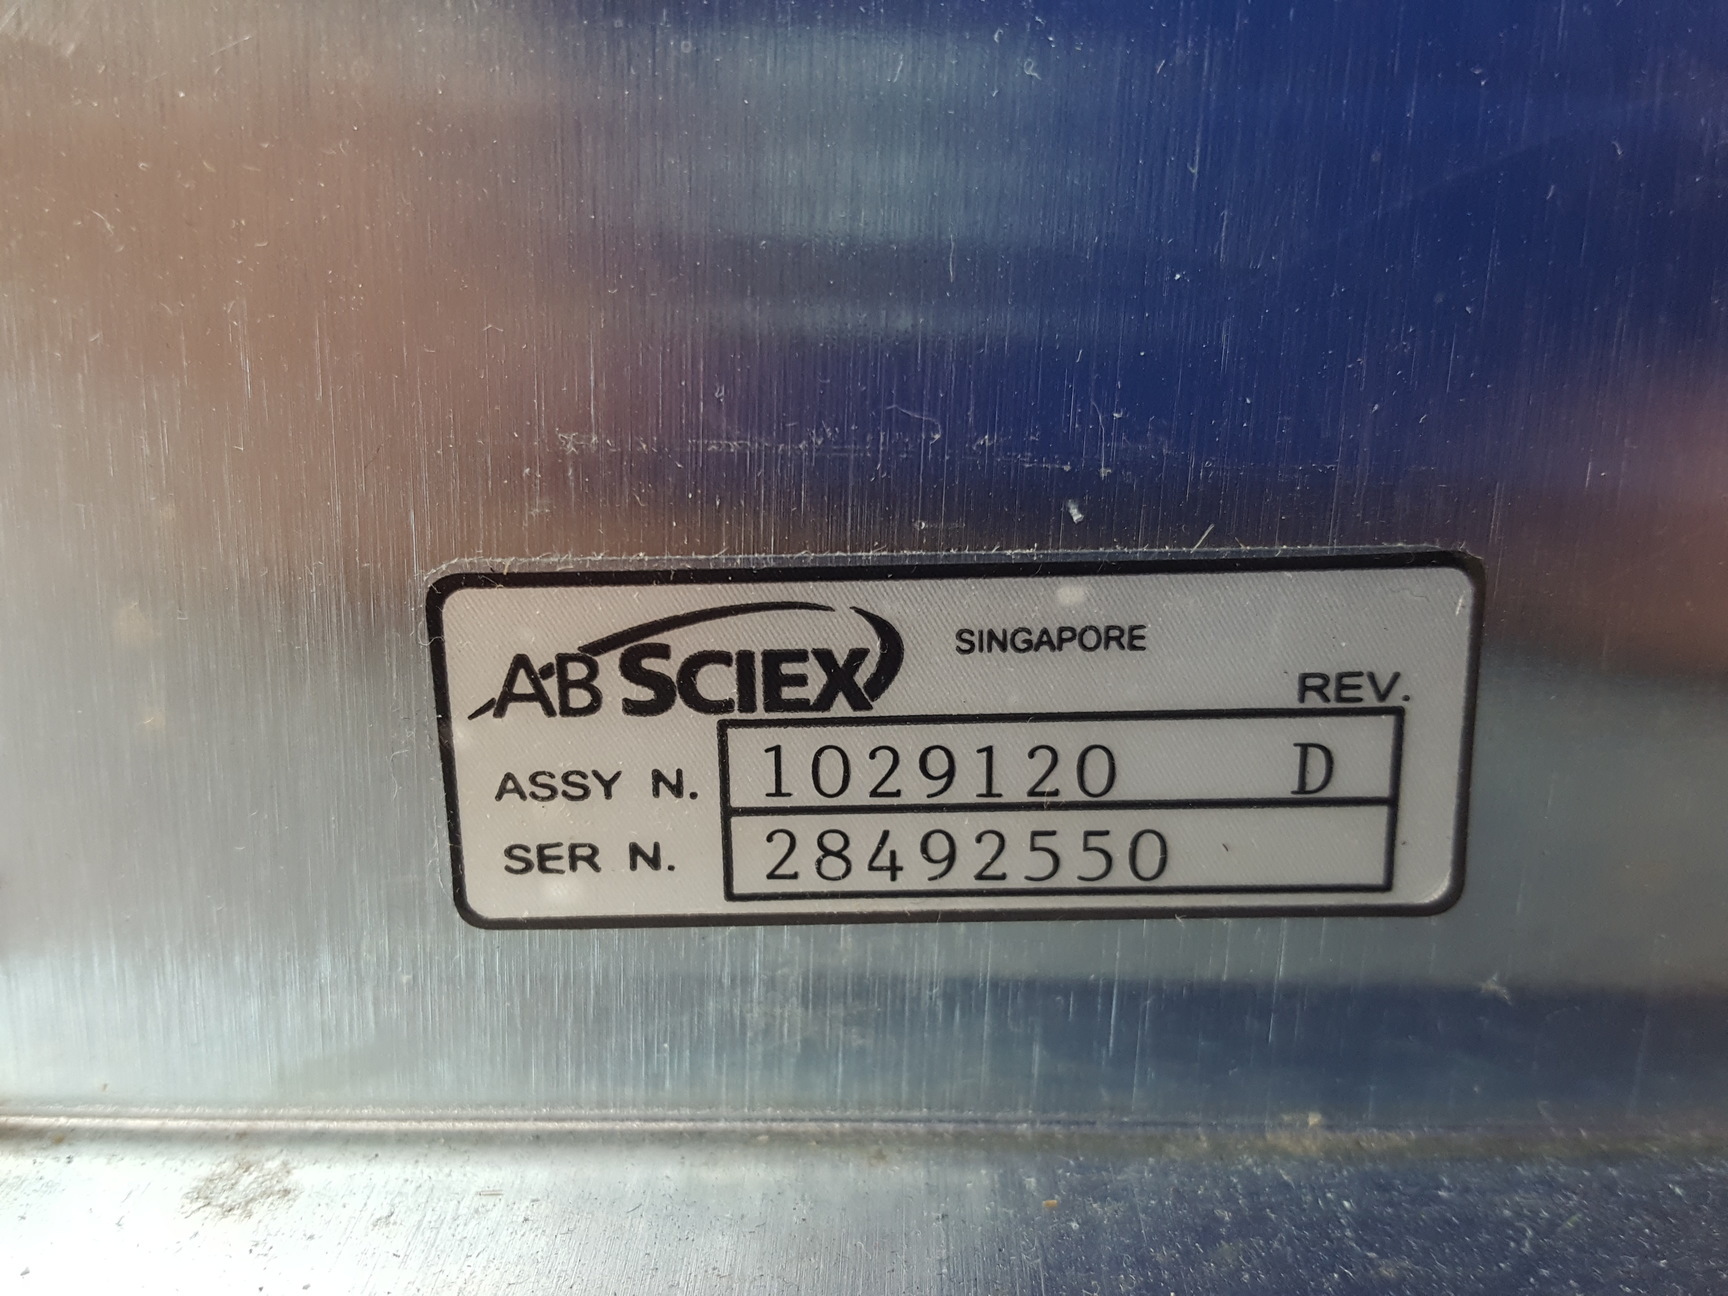 AB SCIEX SINGAPORE
REV.
ASSY N. 1029120 D
SER N. 28492550